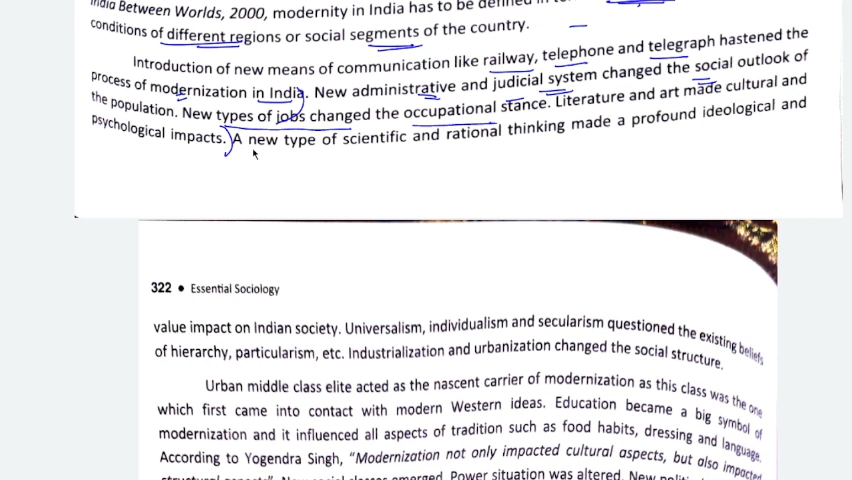 India Between Worlds, 2000, modernity in India has to be defined in
conditions of different regions or social segments of the country.
Introduction of new means of communication like railway, telephone and telegraph hastened the
process of modernization in India. New administrative and judicial system changed the social outlook of
the population. New types of jobs changed the occupational stance. Literature and art made cultural and
psychological impacts. A new type of scientific and rational thinking made a profound ideological and
322 • Essential Sociology
value impact on Indian society. Universalism, individualism and secularism questioned the existing beliefs
of hierarchy, particularism, etc. Industrialization and urbanization changed the social structure.
Urban middle class elite acted as the nascent carrier of modernization as this class was the one
which first came into contact with modern Western ideas. Education became a big symbol of
modernization and it influenced all aspects of tradition such as food habits, dressing and language.
According to Yogendra Singh, "Modernization not only impacted cultural aspects, but also impacted
emerged. Power situation was altered. New